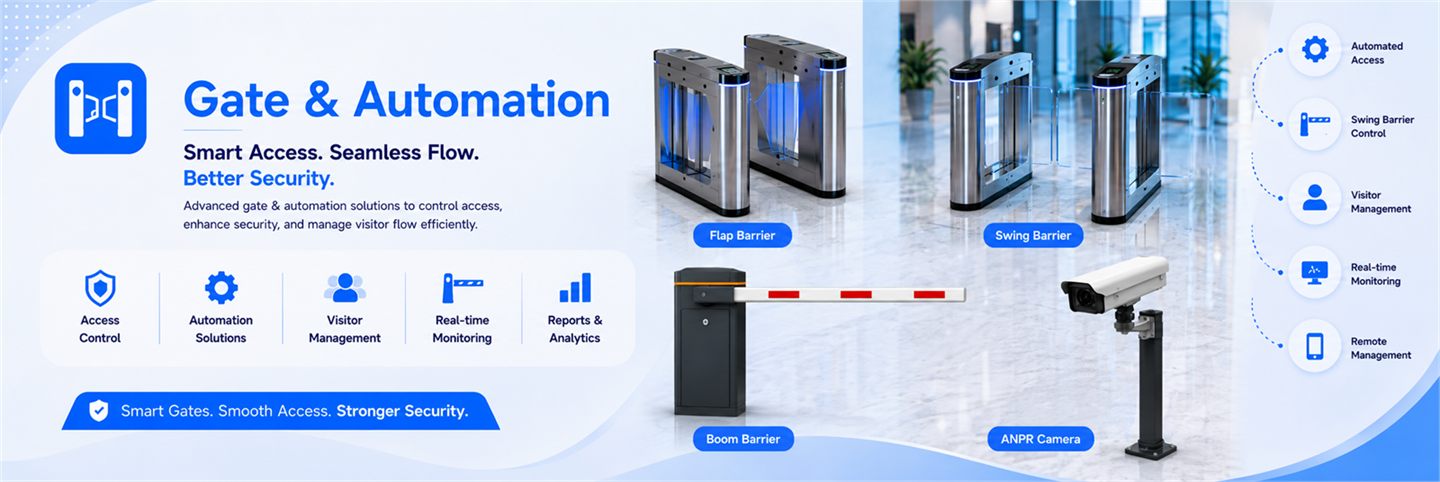 Gate & Automation
Smart Access. Seamless Flow.
Better Security.
Advanced gate & automation solutions to control access,
enhance security, and manage visitor flow efficiently.
Access
Control
Automation
Solutions
Visitor
Management
Real-time
Monitoring
Reports &
Analytics
Smart Gates. Smooth Access. Stronger Security.
Flap Barrier
Swing Barrier
Boom Barrier
ANPR Camera
Automated
Access
Swing Barrier
Control
Visitor
Management
Real-time
Monitoring
Remote
Management